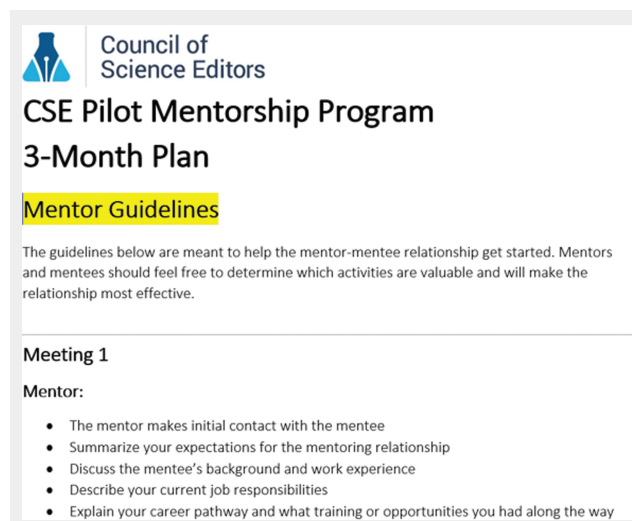 Council of
Science Editors
CSE Pilot Mentorship Program
3-Month Plan
Mentor Guidelines
The guidelines below are meant to help the mentor-mentee relationship get started. Mentors
and mentees should feel free to determine which activities are valuable and will make the
relationship most effective.
Meeting 1
Mentor:
• The mentor makes initial contact with the mentee
• Summarize your expectations for the mentoring relationship
• Discuss the mentee’s background and work experience
• Describe your current job responsibilities
• Explain your career pathway and what training or opportunities you had along the way